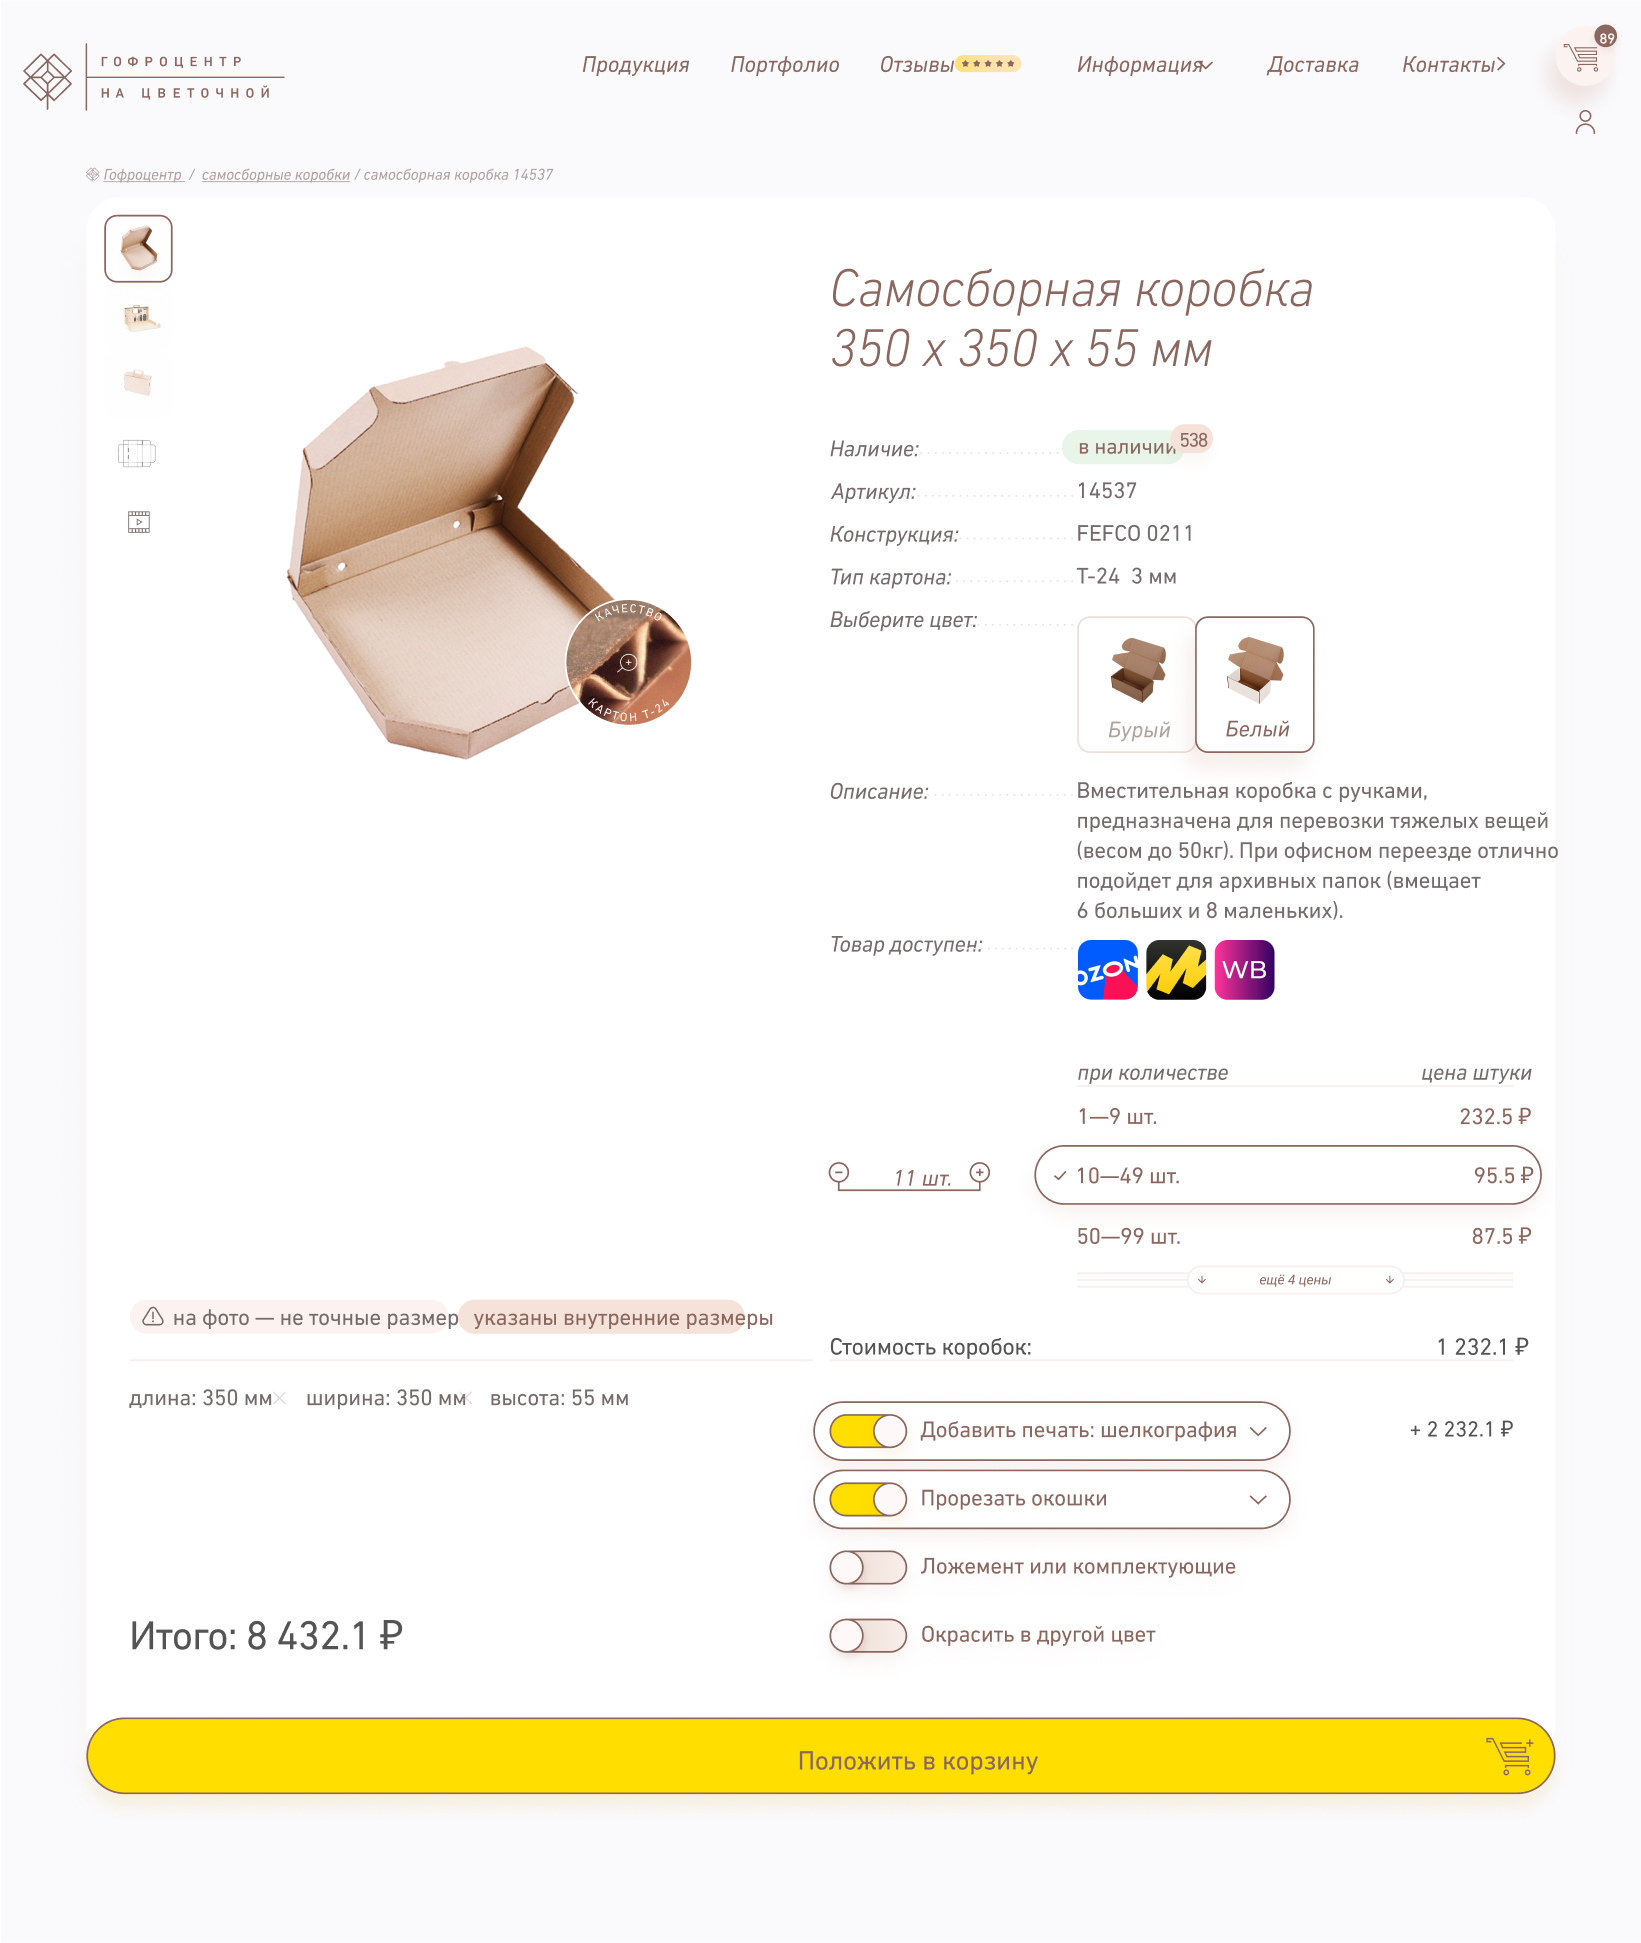 ГОФРОЦЕНТР
НА ЦВЕТОЧНОЙ
Продукция
Портфолио
Отзывы
Информация
Доставка
Контакты
89
Гофроцентр / самосборные коробки / самосборная коробка 14537
Самосборная коробка
350 х 350 х 55 мм
Наличие: в наличии 538
Артикул: 14537
Конструкция: FEFCO 0211
Тип картона: Т-24 3 мм
Выберите цвет:
Бурый
Белый
КАЧЕСТВО
КАРТОН Т-24
Описание: Вместительная коробка с ручками,
предназначена для перевозки тяжелых вещей
(весом до 50кг). При офисном переезде отлично
подойдет для архивных папок (вмещает
6 больших и 8 маленьких).
Товар доступен:
OZON
WB
при количестве цена штуки
1—9 шт. 232.5 ₽
11 шт.
10—49 шт. 95.5 ₽
50—99 шт. 87.5 ₽
ещё 4 цены
на фото — не точные размер
указаны внутренние размеры
Стоимость коробок: 1 232.1 ₽
длина: 350 мм ширина: 350 мм высота: 55 мм
Добавить печать: шелкография + 2 232.1 ₽
Прорезать окошки
Ложемент или комплектующие
Окрасить в другой цвет
Итого: 8 432.1 ₽
Положить в корзину